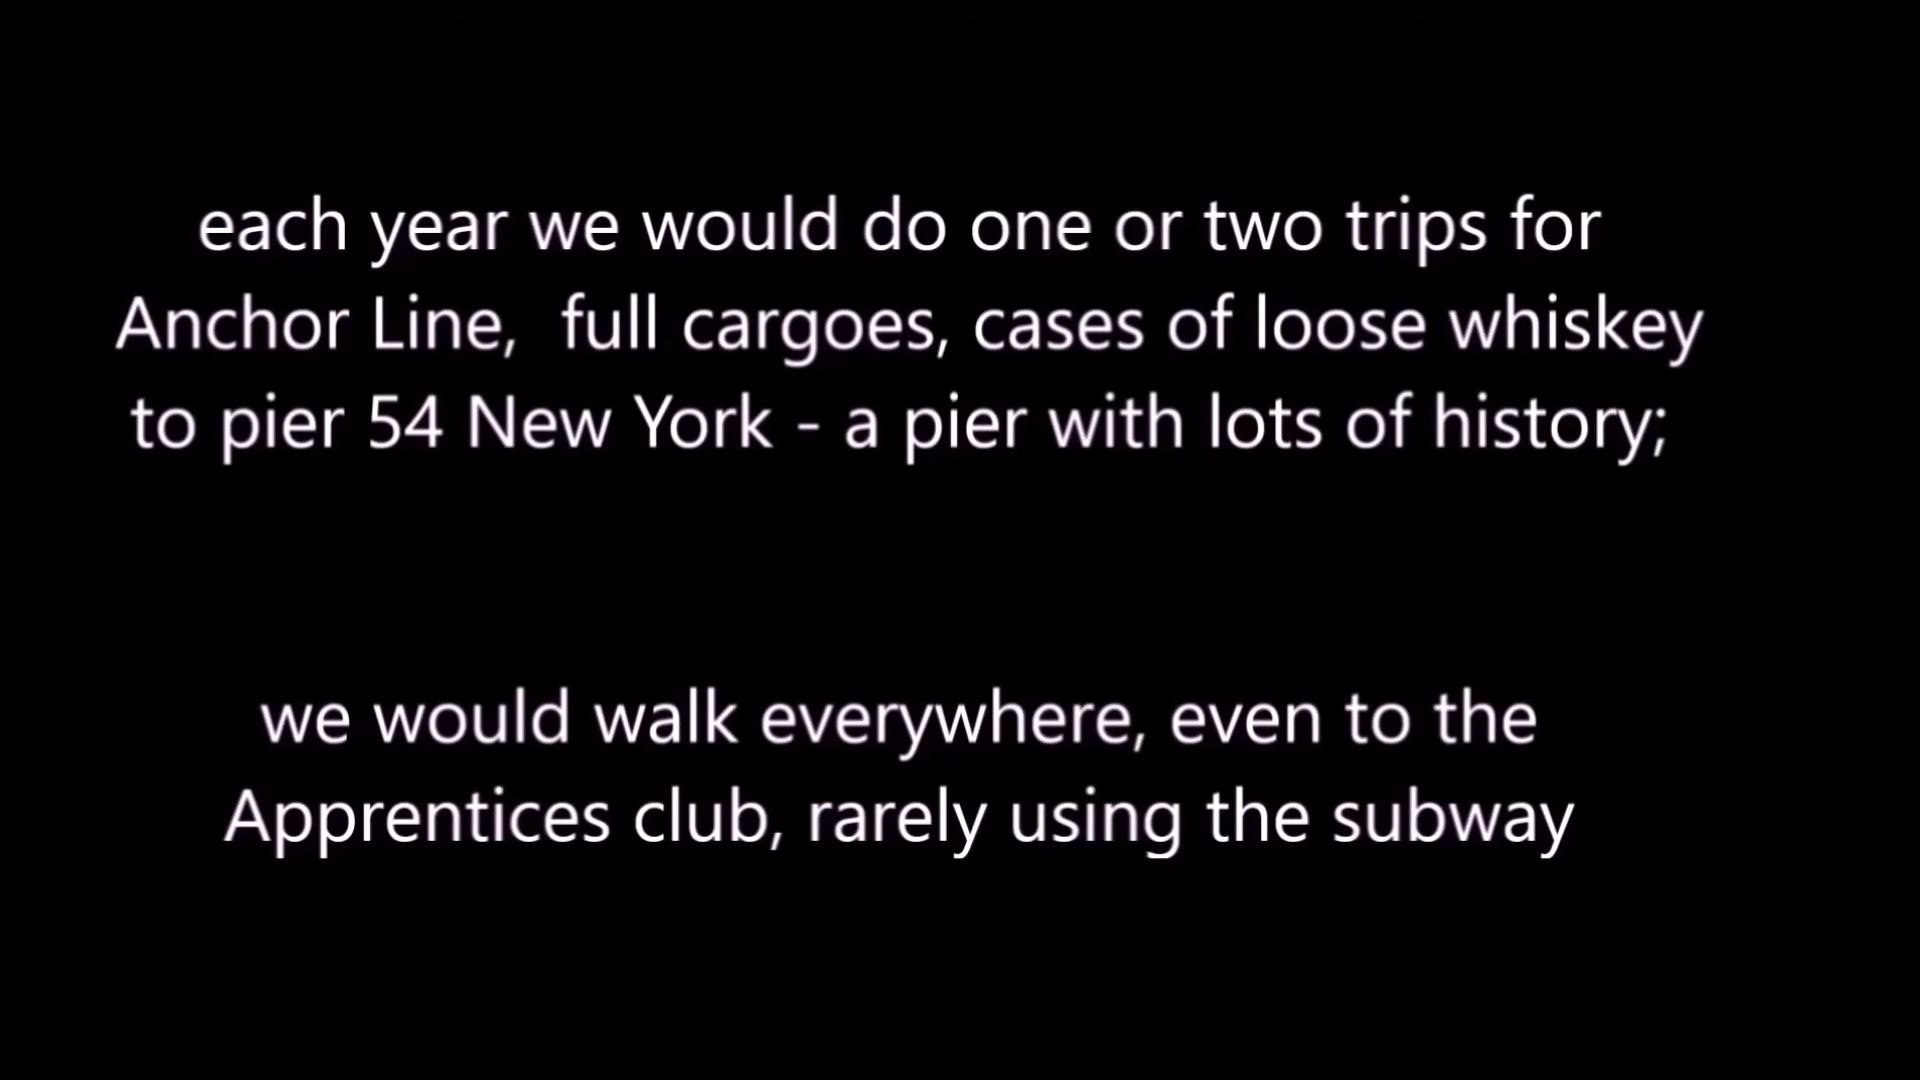 each year we would do one or two trips for
Anchor Line,  full cargoes, cases of loose whiskey
to pier 54 New York - a pier with lots of history;
we would walk everywhere, even to the
Apprentices club, rarely using the subway